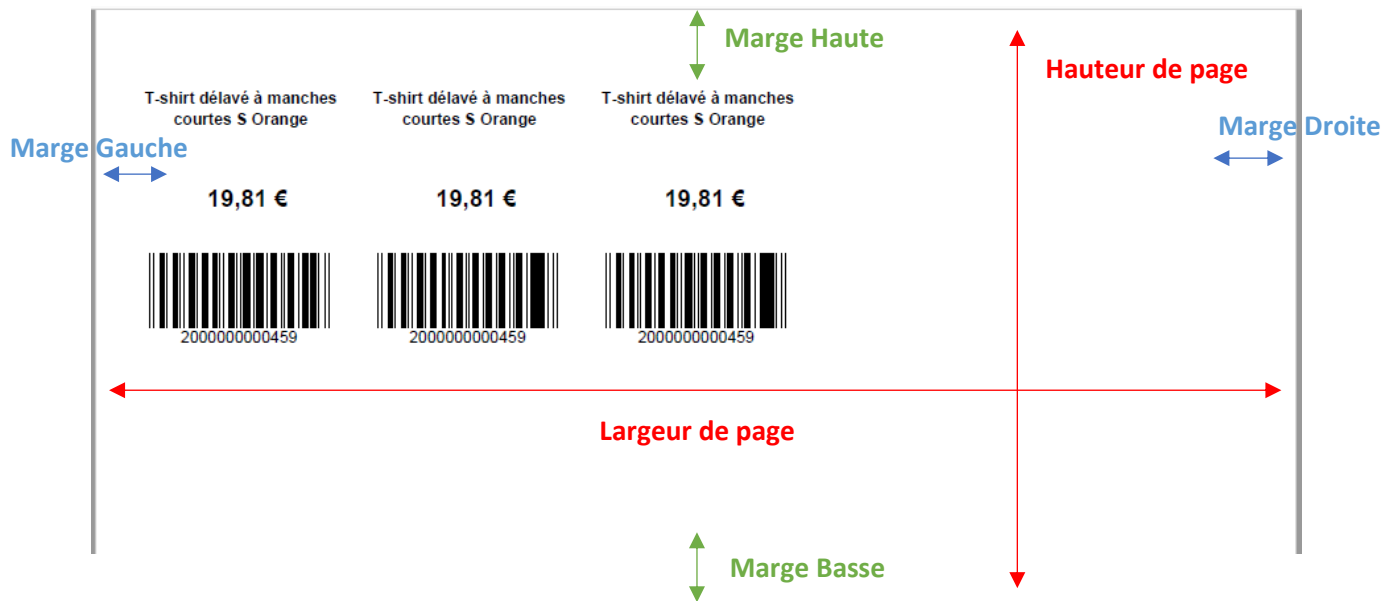 Marge Haute
Hauteur de page
T-shirt délavé à manches
courtes S Orange
T-shirt délavé à manches
courtes S Orange
T-shirt délavé à manches
courtes S Orange
Marge Gauche
Marge Droite
19,81 €
19,81 €
19,81 €
2000000000459
2000000000459
2000000000459
Largeur de page
Marge Basse